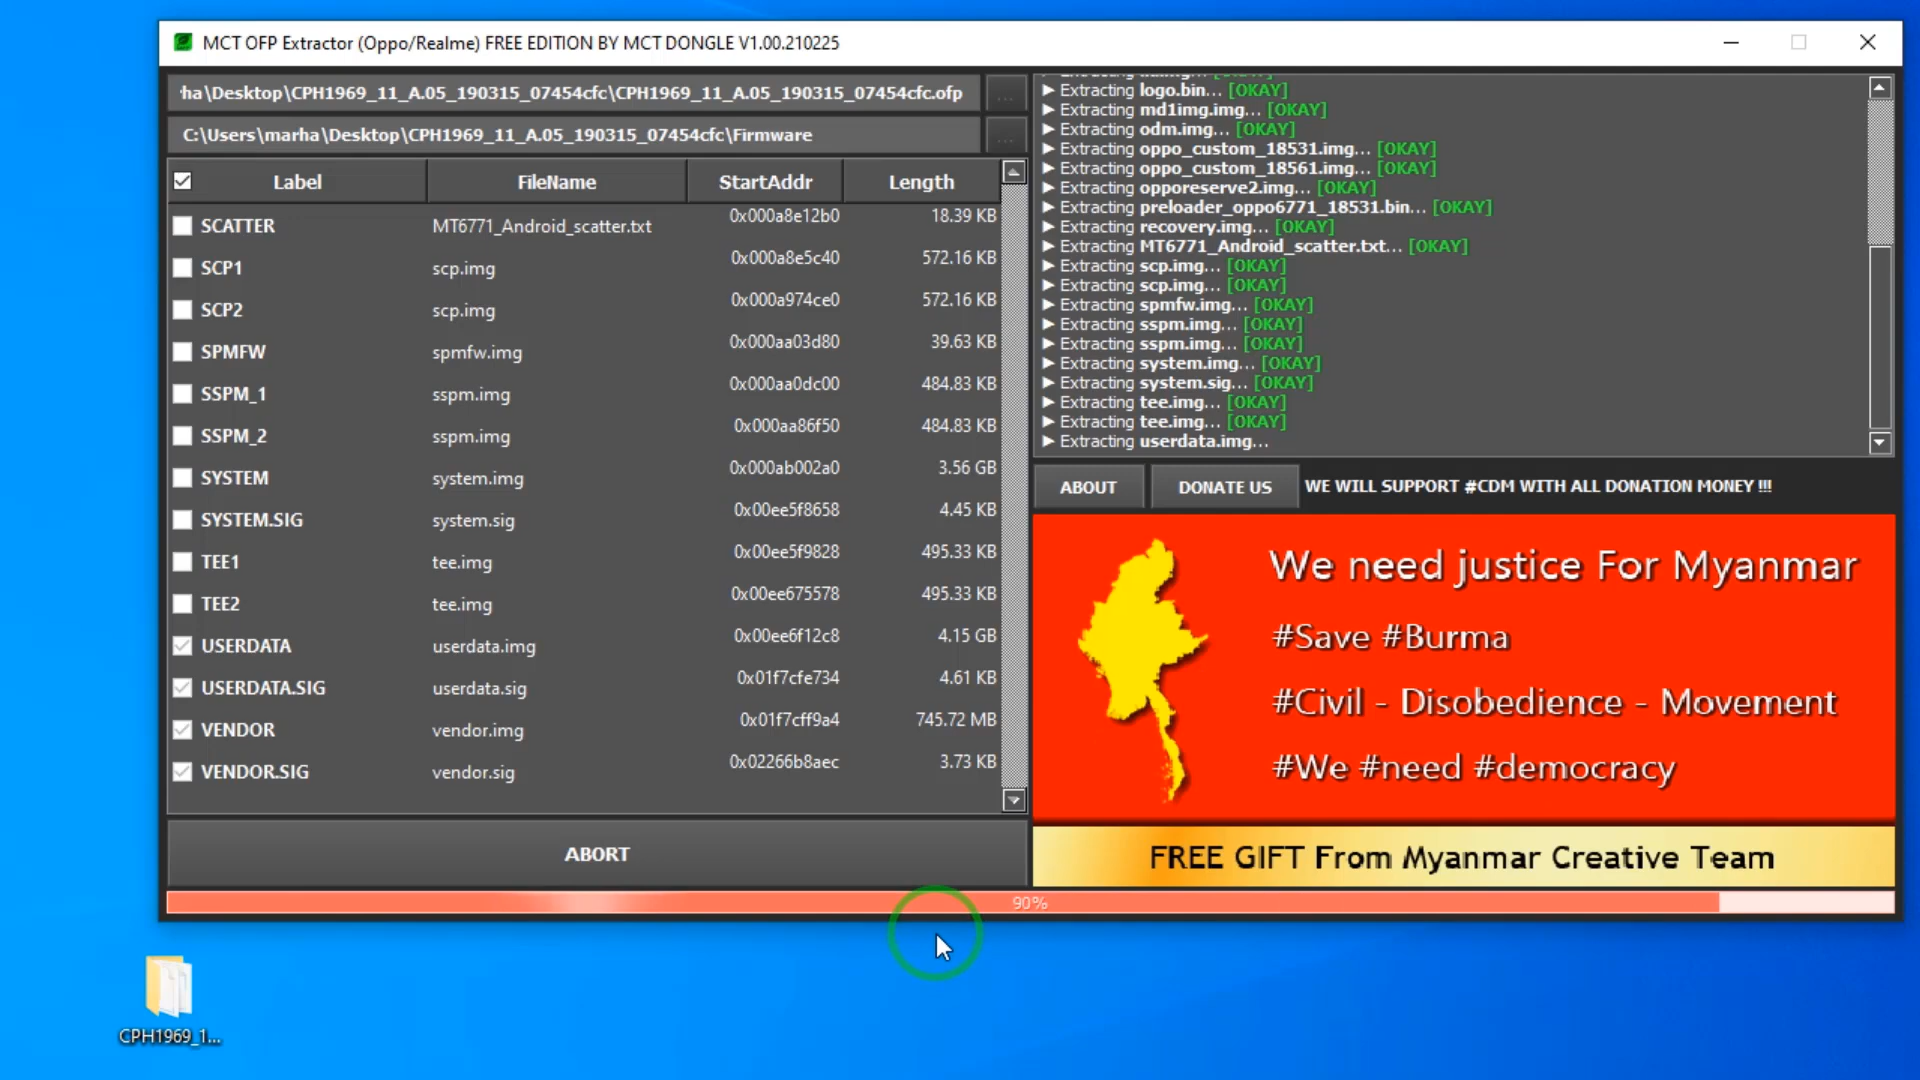 MCT OFP Extractor (Oppo/Realme) FREE EDITION BY MCT DONGLE V1.00.210225
ha\Desktop\CPH1969_11_A.05_190315_07454cfc\CPH1969_11_A.05_190315_07454cfc.ofp ...
C:\Users\marha\Desktop\CPH1969_11_A.05_190315_07454cfc\Firmware ...
Label FileName StartAddr Length
SCATTER MT6771_Android_scatter.txt 0x000a8e12b0 18.39 KB
SCP1 scp.img 0x000a8e5c40 572.16 KB
SCP2 scp.img 0x000a974ce0 572.16 KB
SPMFW spmfw.img 0x000aa03d80 39.63 KB
SSPM_1 sspm.img 0x000aa0dc00 484.83 KB
SSPM_2 sspm.img 0x000aa86f50 484.83 KB
SYSTEM system.img 0x000ab002a0 3.56 GB
SYSTEM.SIG system.sig 0x00ee5f8658 4.45 KB
TEE1 tee.img 0x00ee5f9828 495.33 KB
TEE2 tee.img 0x00ee675578 495.33 KB
USERDATA userdata.img 0x00ee6f12c8 4.15 GB
USERDATA.SIG userdata.sig 0x01f7cfe734 4.61 KB
VENDOR vendor.img 0x01f7cff9a4 745.72 MB
VENDOR.SIG vendor.sig 0x02266b8aec 3.73 KB
ABORT
90%
Extracting logo.bin... [OKAY]
Extracting md1img.img... [OKAY]
Extracting odm.img... [OKAY]
Extracting oppo_custom_18531.img... [OKAY]
Extracting oppo_custom_18561.img... [OKAY]
Extracting opporeserve2.img... [OKAY]
Extracting preloader_oppo6771_18531.bin... [OKAY]
Extracting recovery.img... [OKAY]
Extracting MT6771_Android_scatter.txt... [OKAY]
Extracting scp.img... [OKAY]
Extracting scp.img... [OKAY]
Extracting spmfw.img... [OKAY]
Extracting sspm.img... [OKAY]
Extracting sspm.img... [OKAY]
Extracting system.img... [OKAY]
Extracting system.sig... [OKAY]
Extracting tee.img... [OKAY]
Extracting tee.img... [OKAY]
Extracting userdata.img...
ABOUT DONATE US WE WILL SUPPORT #CDM WITH ALL DONATION MONEY !!!
We need justice For Myanmar
#Save #Burma
#Civil - Disobedience - Movement
#We #need #democracy
FREE GIFT From Myanmar Creative Team
CPH1969_1...